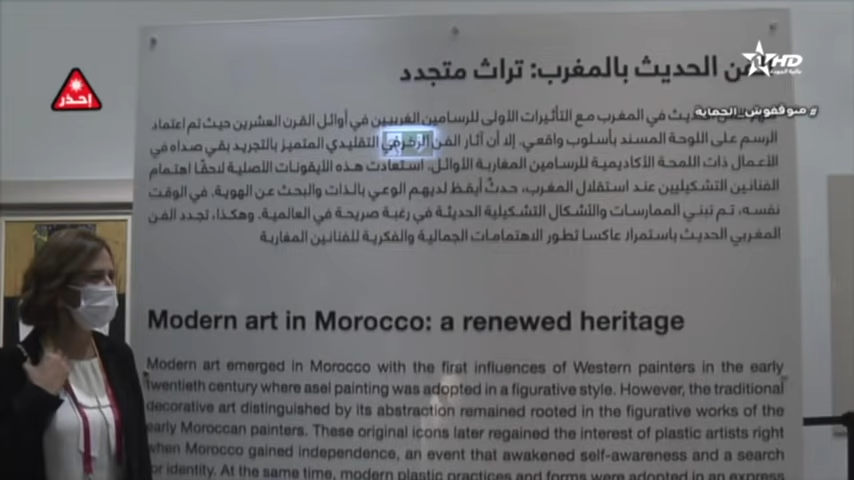 HD
إحذر
#متوقفوش_الحماية
الفن الحديث بالمغرب: تراث متجدد
الحديث في المغرب مع التأثيرات الأولى للرسامين الغربيين في أوائل القرن العشرين حيث تم اعتماد
الرسم على اللوحة المسند بأسلوب واقعي. إلا أن آثار الفن الزخرفي التقليدي المتميز بالتجريد بقي صداه في
الأعمال ذات اللمحة الأكاديمية للرسامين المغاربة الأوائل. استعادت هذه الأيقونات الأصلية لاحقًا اهتمام
الفنانين التشكيليين عند استقلال المغرب، حدثٌ أيقظ لديهم الوعي بالذات والبحث عن الهوية. في الوقت
نفسه، تم تبني الممارسات والأشكال التشكيلية الحديثة في رغبة صريحة في العالمية. وهكذا، تجدد الفن
المغربي الحديث باستمرار عاكسا تطور الاهتمامات الجمالية والفكرية للفنانين المغاربة
Modern art in Morocco: a renewed heritage
Modern art emerged in Morocco with the first influences of Western painters in the early
twentieth century where asel painting was adopted in a figurative style. However, the traditional
decorative art distinguished by its abstraction remained rooted in the figurative works of the
early Moroccan painters. These original icons later regained the interest of plastic artists right
when Morocco gained independence, an event that awakened self-awareness and a search
or identity. At the same time, modern plastic practices and forms were adopted in an express